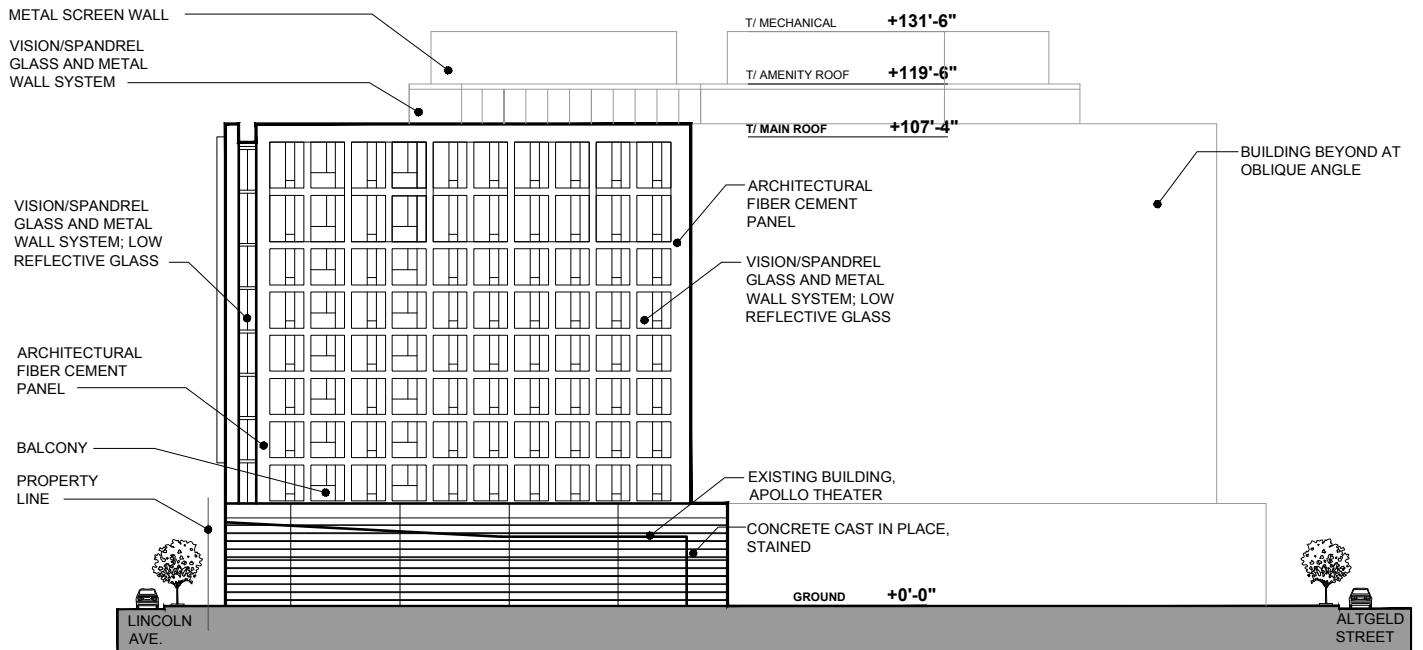 METAL SCREEN WALL
VISION/SPANDREL
GLASS AND METAL
WALL SYSTEM
T/ MECHANICAL +131'-6"
T/ AMENITY ROOF +119'-6"
T/ MAIN ROOF +107'-4"
BUILDING BEYOND AT
OBLIQUE ANGLE
VISION/SPANDREL
GLASS AND METAL
WALL SYSTEM; LOW
REFLECTIVE GLASS
ARCHITECTURAL
FIBER CEMENT
PANEL
VISION/SPANDREL
GLASS AND METAL
WALL SYSTEM; LOW
REFLECTIVE GLASS
ARCHITECTURAL
FIBER CEMENT
PANEL
BALCONY
PROPERTY
LINE
EXISTING BUILDING,
APOLLO THEATER
CONCRETE CAST IN PLACE,
STAINED
GROUND +0'-0"
LINCOLN
AVE.
ALTGELD
STREET